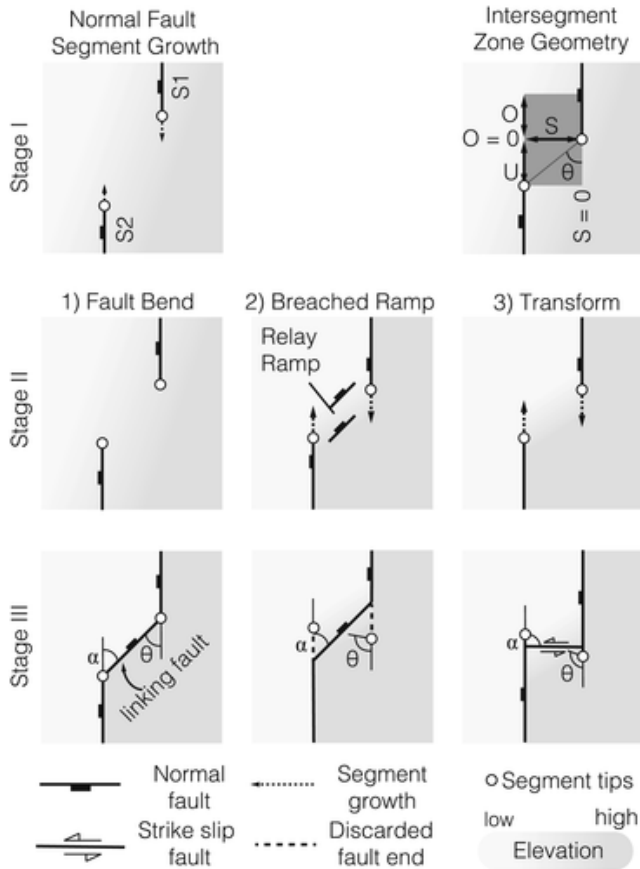 Normal Fault
Segment Growth
Intersegment
Zone Geometry
Stage I
S1
S2
O
O = 0
S
U
θ
S = 0
1) Fault Bend
2) Breached Ramp
3) Transform
Stage II
Relay
Ramp
Stage III
α
θ
linking fault
α
θ
α
θ
Normal
fault
Segment
growth
Segment tips
Strike slip
fault
Discarded
fault end
low
high
Elevation